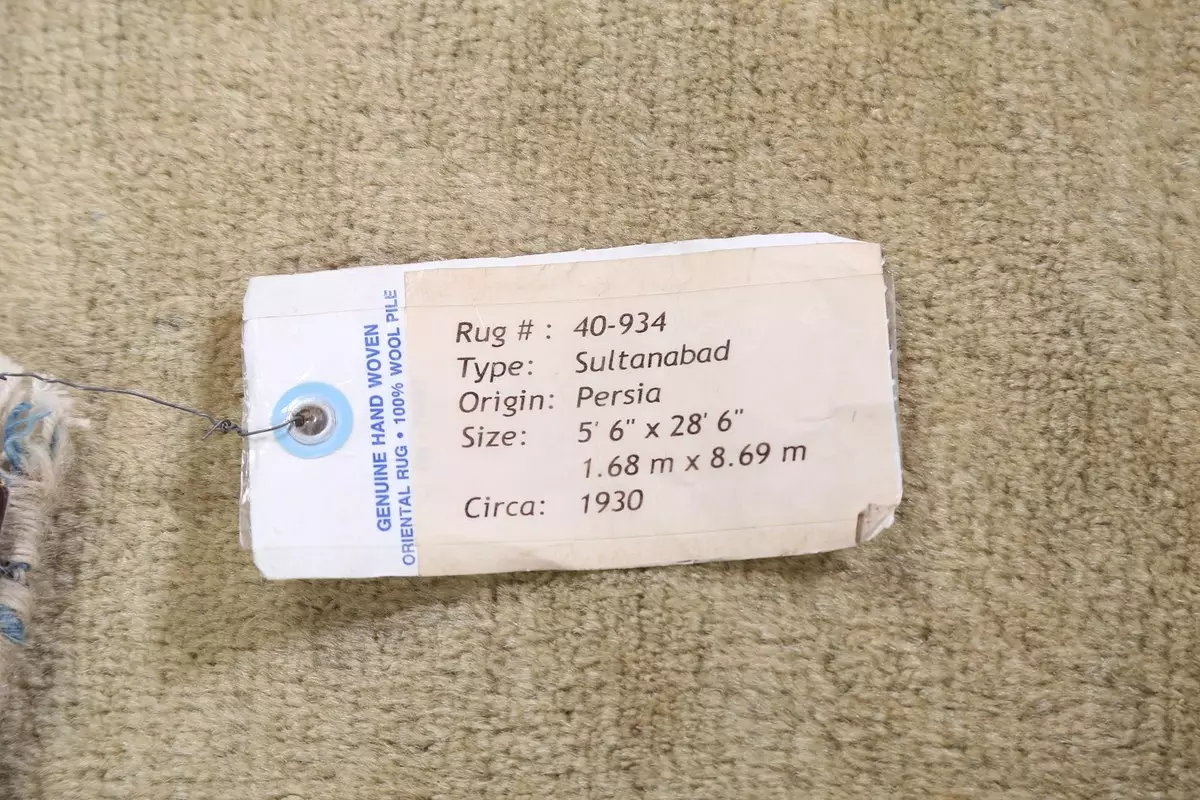 GENUINE HAND WOVEN
ORIENTAL RUG • 100% WOOL PILE
Rug # : 40-934
Type: Sultanabad
Origin: Persia
Size: 5' 6" x 28' 6"
1.68 m x 8.69 m
Circa: 1930